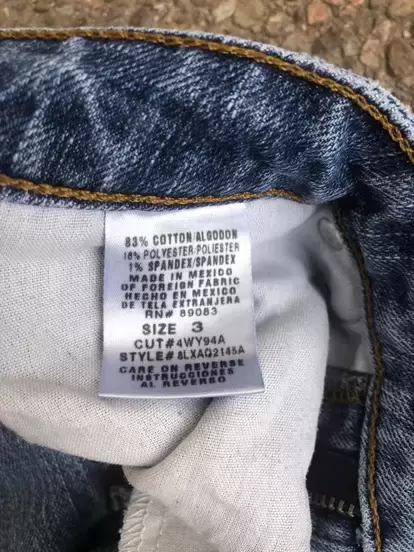 83% COTTON/ALGODON
16% POLYESTER/POLIESTER
1% SPANDEX/SPANDEX
MADE IN MEXICO
OF FOREIGN FABRIC
HECHO EN MEXICO
DE TELA EXTRANJERA
RN# 89083
SIZE 3
CUT#4WY94A
STYLE#8LXAQ2145A
CARE ON REVERSE
INSTRUCCIONES
AL REVERSO